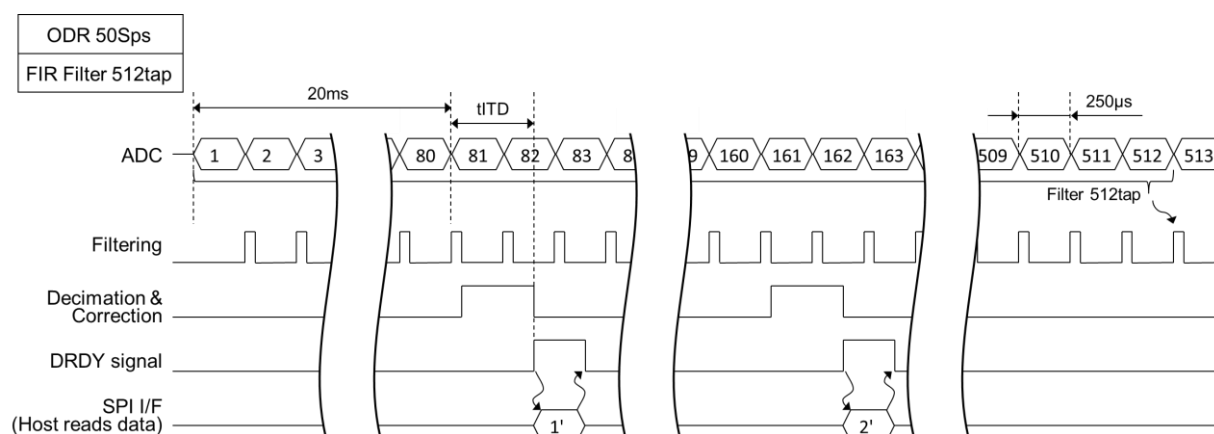 ODR 50Sps
FIR Filter 512tap
20ms
tITD
250µs
ADC 1 2 3 80 81 82 83 8 9 160 161 162 163 509 510 511 512 513
Filter 512tap
Filtering
Decimation &
Correction
DRDY signal
SPI I/F
(Host reads data) 1' 2'